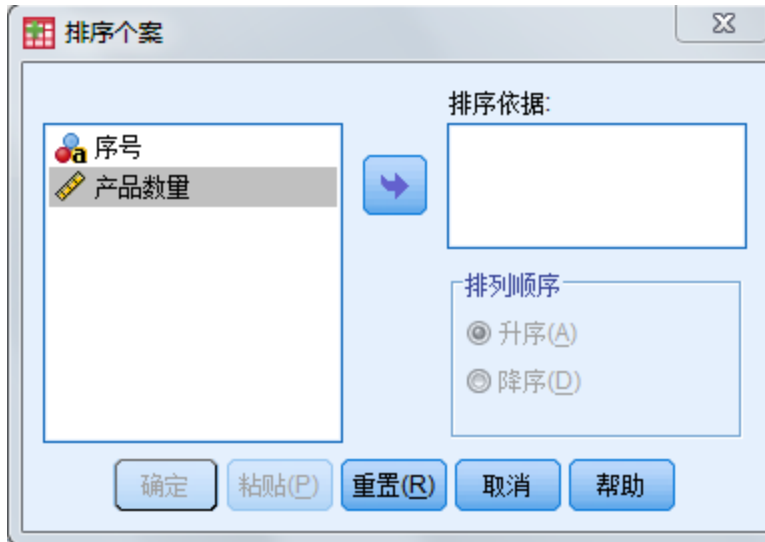 排序个案
排序依据:
序号
产品数量
排列顺序
升序(A)
降序(D)
确定 粘贴(P) 重置(R) 取消 帮助